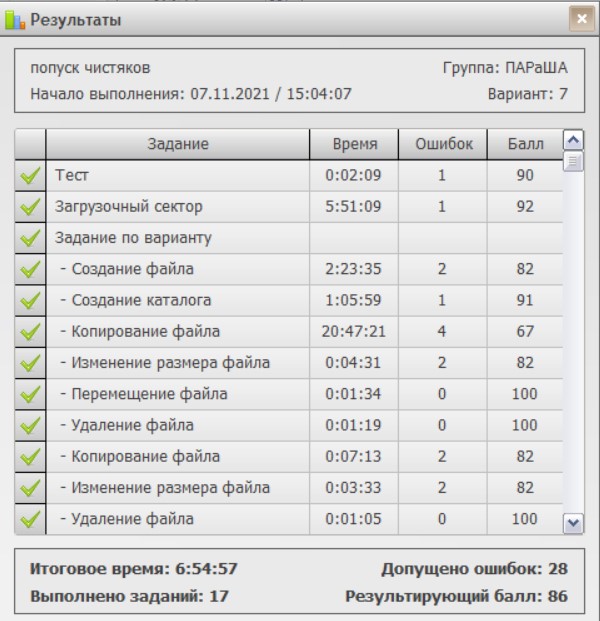 Результаты
попуск чистяков Группа: ПАРаША
Начало выполнения: 07.11.2021 / 15:04:07 Вариант: 7
Задание Время Ошибок Балл
Тест 0:02:09 1 90
Загрузочный сектор 5:51:09 1 92
Задание по варианту
- Создание файла 2:23:35 2 82
- Создание каталога 1:05:59 1 91
- Копирование файла 20:47:21 4 67
- Изменение размера файла 0:04:31 2 82
- Перемещение файла 0:01:34 0 100
- Удаление файла 0:01:19 0 100
- Копирование файла 0:07:13 2 82
- Изменение размера файла 0:03:33 2 82
- Удаление файла 0:01:05 0 100
Итоговое время: 6:54:57 Допущено ошибок: 28
Выполнено заданий: 17 Результирующий балл: 86